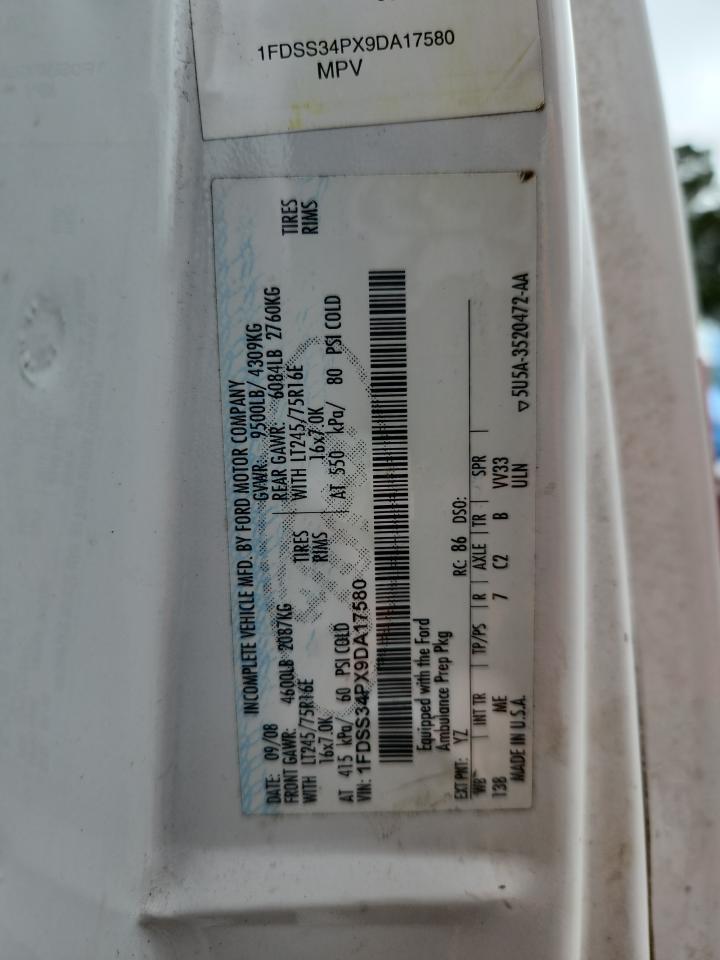 1FDSS34PX9DA17580
MPV
INCOMPLETE VEHICLE MFD. BY FORD MOTOR COMPANY
DATE: 09/08 GVWR: 9500LB/ 4309KG
FRONT GAWR: 4600LB 2087KG REAR GAWR: 6084LB 2760KG
WITH LT245/75R16E TIRES WITH LT245/75R16E TIRES
16x7.0K RIMS 16x7.0K RIMS
AT 415 kPa/ 60 PSI COLD AT 550 kPa/ 80 PSI COLD
VIN: 1FDSS34PX9DA17580
Equipped with the Ford
Ambulance Prep Pkg
EXT PNT: YZ RC: 86 DSO:
WB INT TR TP/PS R AXLE TR SPR
138 ME 7 C2 B VV33
MADE IN U.S.A. ULN
▽5U5A-3520472-AA